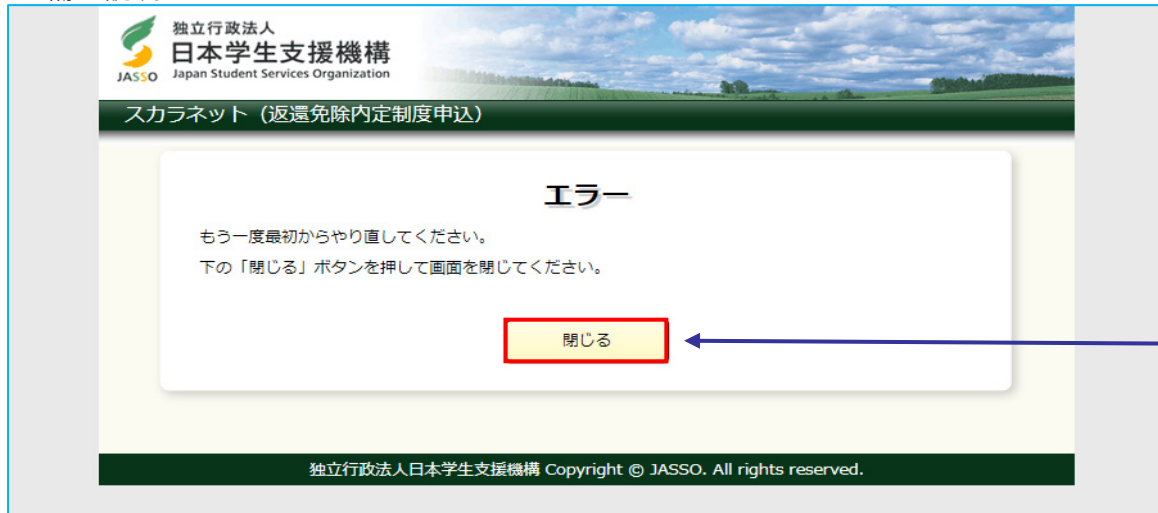 独立行政法人
日本学生支援機構
JASSO Japan Student Services Organization
スカラネット（返還免除内定制度申込）
エラー
もう一度最初からやり直してください。
下の「閉じる」ボタンを押して画面を閉じてください。
閉じる
独立行政法人日本学生支援機構 Copyright © JASSO. All rights reserved.